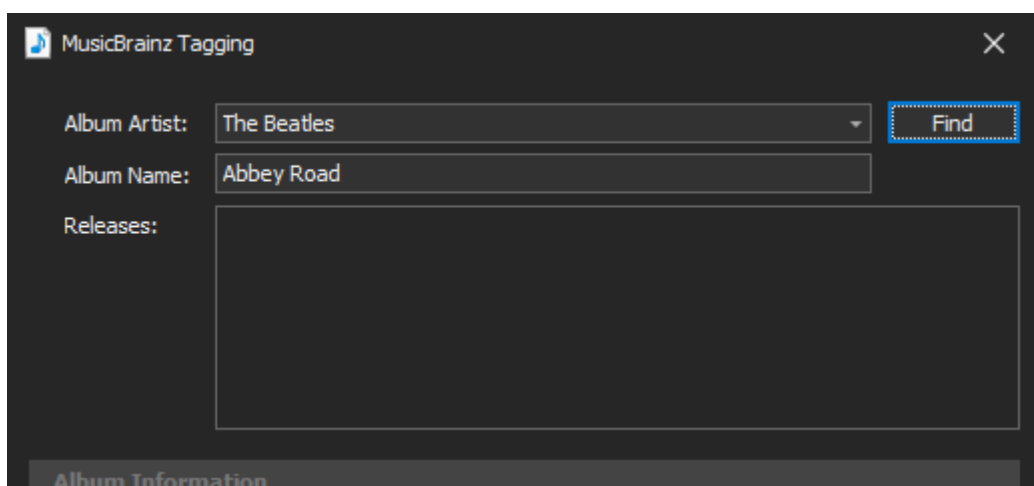 MusicBrainz Tagging
Album Artist: The Beatles Find
Album Name: Abbey Road
Releases:
Album Information